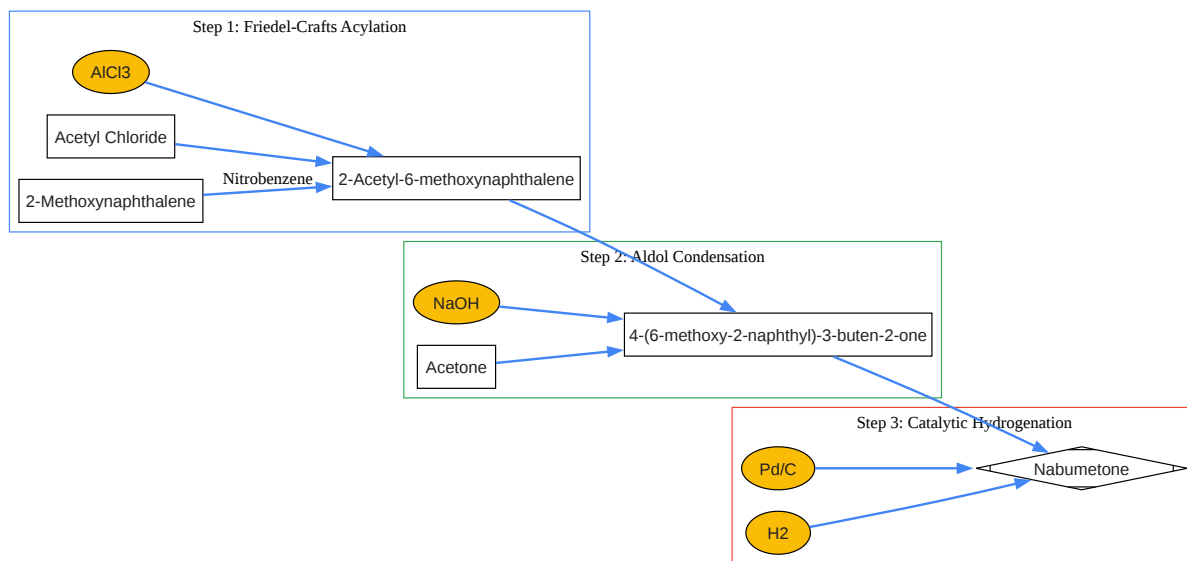 Step 1: Friedel-Crafts Acylation
AlCl3
Acetyl Chloride
Nitrobenzene
2-Acetyl-6-methoxynaphthalene
2-Methoxynaphthalene
Step 2: Aldol Condensation
NaOH
4-(6-methoxy-2-naphthyl)-3-buten-2-one
Acetone
Step 3: Catalytic Hydrogenation
Pd/C
Nabumetone
H2